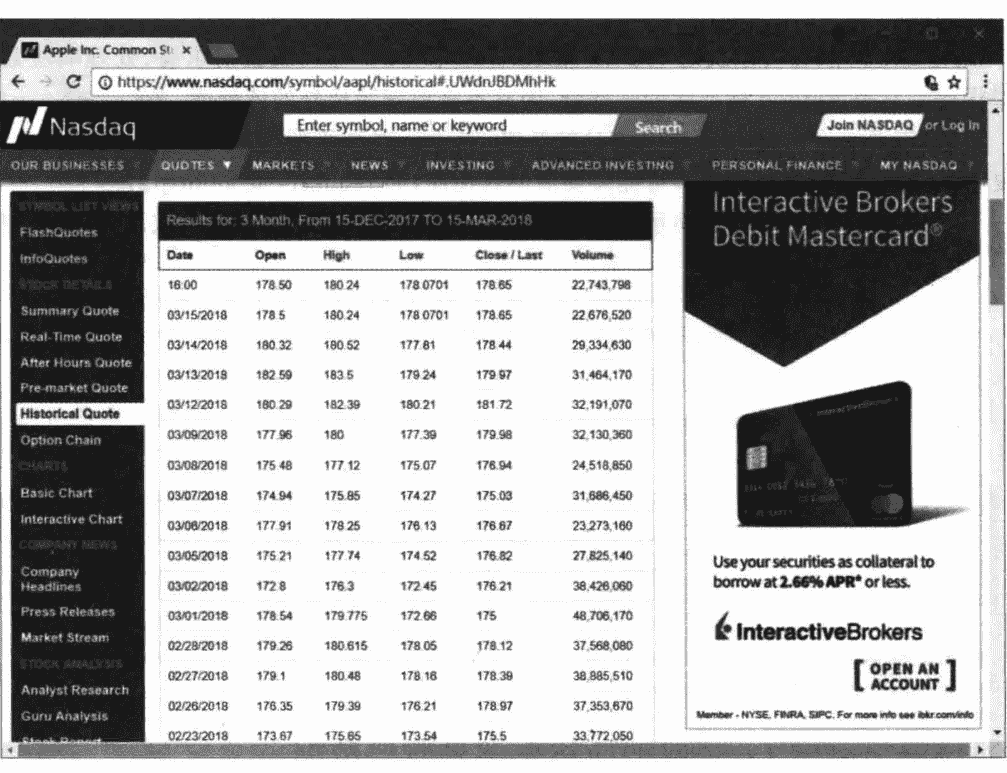 Apple Inc. Common St
https://www.nasdaq.com/symbol/aapl/historical#.UWdnJBDMhHk
Nasdaq
Enter symbol, name or keyword
Search
Join NASDAQ or Log In
OUR BUSINESSES QUOTES MARKETS NEWS INVESTING ADVANCED INVESTING PERSONAL FINANCE MY NASDAQ
SYMBOL LIST VIEWS
FlashQuotes
InfoQuotes
STOCK DETAILS
Summary Quote
Real-Time Quote
After Hours Quote
Pre-market Quote
Historical Quote
Option Chain
CHARTS
Basic Chart
Interactive Chart
COMPANY NEWS
Company
Headlines
Press Releases
Market Stream
STOCK ANALYSIS
Analyst Research
Guru Analysis
Stock Report
Results for: 3 Month, From 15-DEC-2017 TO 15-MAR-2018
Date Open High Low Close / Last Volume
16:00 178.50 180.24 178.0701 178.65 22,743,798
03/15/2018 178.5 180.24 178.0701 178.65 22,676,520
03/14/2018 180.32 180.52 177.81 178.44 29,334,630
03/13/2018 182.59 183.5 179.24 179.97 31,464,170
03/12/2018 180.29 182.39 180.21 181.72 32,191,070
03/09/2018 177.96 180 177.39 179.98 32,130,360
03/08/2018 175.48 177.12 175.07 176.94 24,518,850
03/07/2018 174.94 175.85 174.27 175.03 31,686,450
03/06/2018 177.91 178.25 176.13 176.67 23,273,160
03/05/2018 175.21 177.74 174.52 176.82 27,825,140
03/02/2018 172.8 176.3 172.45 176.21 38,426,060
03/01/2018 178.54 179.775 172.66 175 48,706,170
02/28/2018 179.26 180.615 178.05 178.12 37,568,080
02/27/2018 179.1 180.48 178.16 178.39 38,885,510
02/26/2018 176.35 179.39 176.21 178.97 37,353,670
02/23/2018 173.67 175.65 173.54 175.5 33,772,050
Interactive Brokers
Debit Mastercard®
InteractiveBrokers
Use your securities as collateral to
borrow at 2.66% APR* or less.
InteractiveBrokers
[ OPEN AN
ACCOUNT ]
Member - NYSE, FINRA, SIPC. For more info see ibkr.com/info